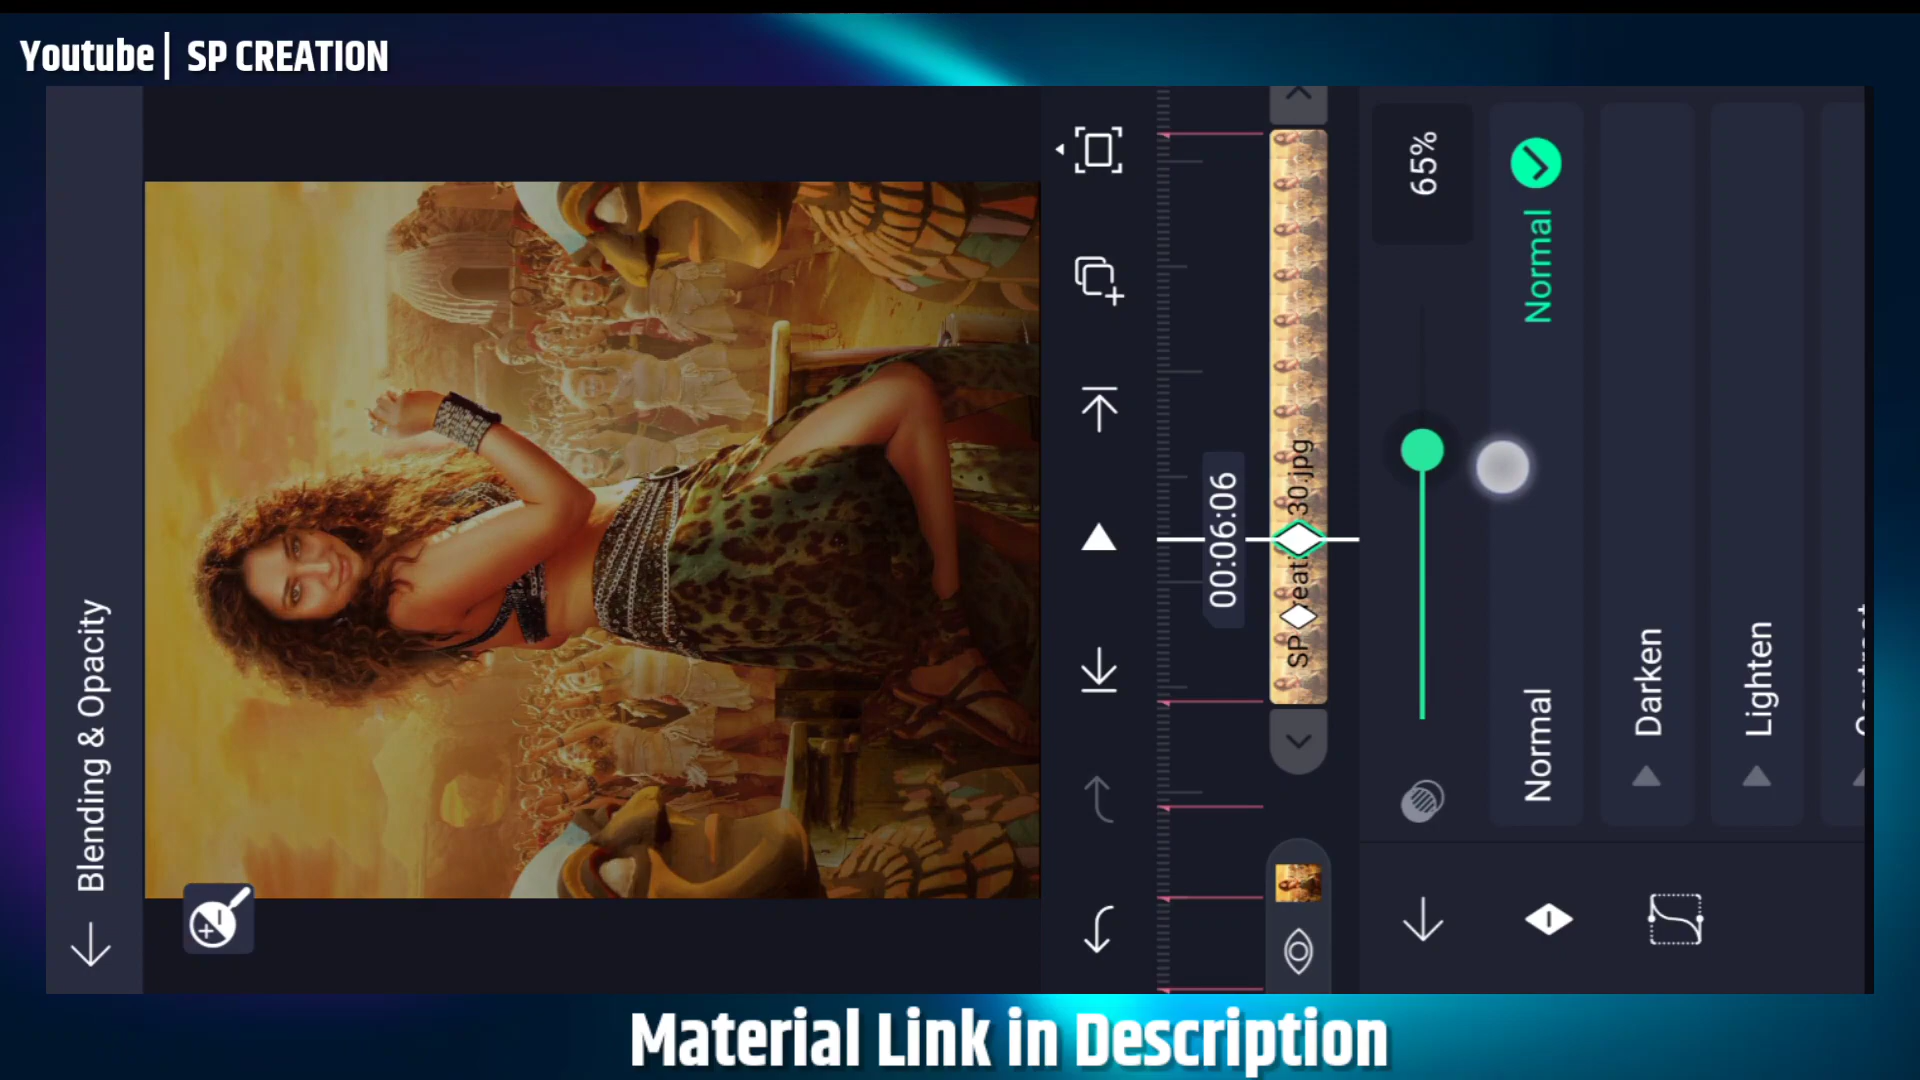 Youtube| SP CREATION
Blending & Opacity
00:06:06
30.jpg
SP
65%
Normal
Normal
Darken
Lighten
Material Link in Description